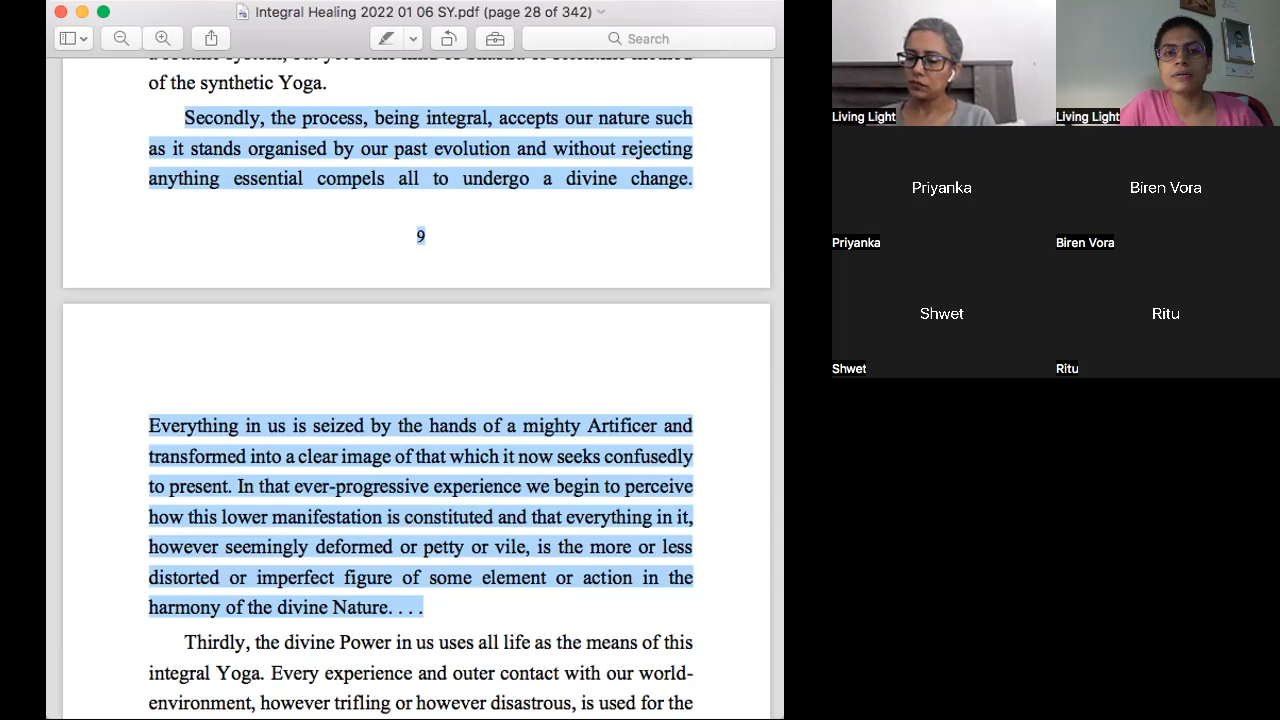 Integral Healing 2022 01 06 SY.pdf (page 28 of 342)
Search
of the synthetic Yoga.
Secondly, the process, being integral, accepts our nature such
as it stands organised by our past evolution and without rejecting
anything essential compels all to undergo a divine change.
9
Everything in us is seized by the hands of a mighty Artificer and
transformed into a clear image of that which it now seeks confusedly
to present. In that ever-progressive experience we begin to perceive
how this lower manifestation is constituted and that everything in it,
however seemingly deformed or petty or vile, is the more or less
distorted or imperfect figure of some element or action in the
harmony of the divine Nature. . . .
Thirdly, the divine Power in us uses all life as the means of this
integral Yoga. Every experience and outer contact with our world-
environment, however trifling or however disastrous, is used for the
Living Light
Living Light
Priyanka
Biren Vora
Priyanka
Biren Vora
Shwet
Ritu
Shwet
Ritu